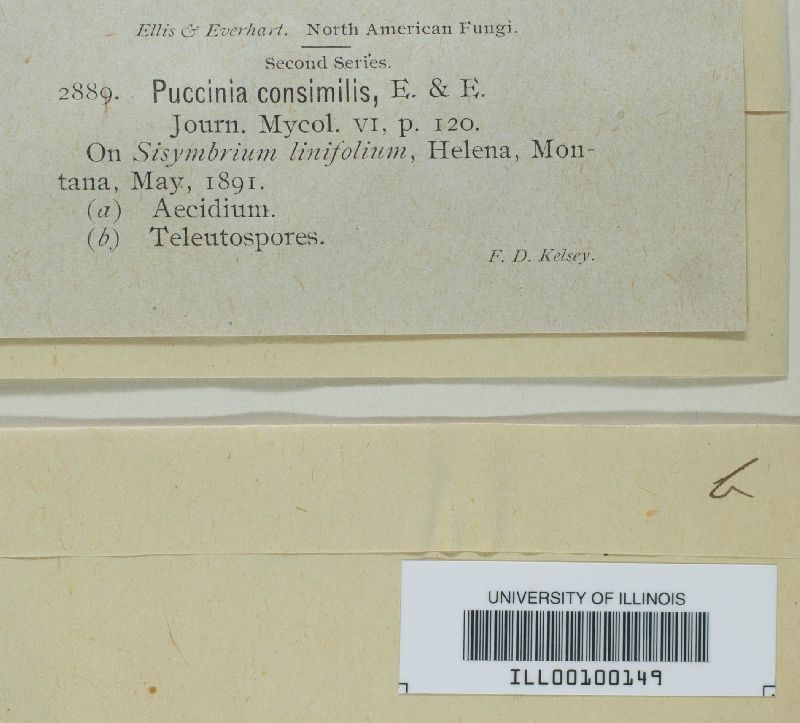 Ellis & Everhart. North American Fungi.
Second Series.
2889. Puccinia consimilis, E. & E.
Journ. Mycol. VI, p. 120.
On Sisymbrium linifolium, Helena, Mon-
tana, May, 1891.
(a) Aecidium.
(b) Teleutospores.
F. D. Kelsey.
b
UNIVERSITY OF ILLINOIS
ILL00100149